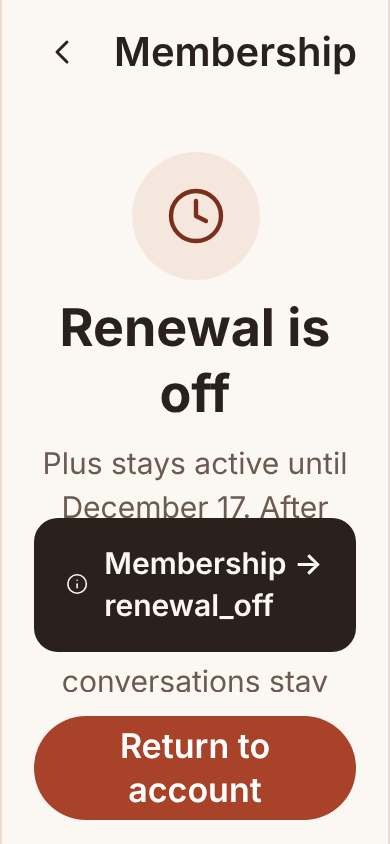 Membership
Renewal is
off
Plus stays active until
December 17. After
Membership →
renewal_off
conversations stay
Return to
account